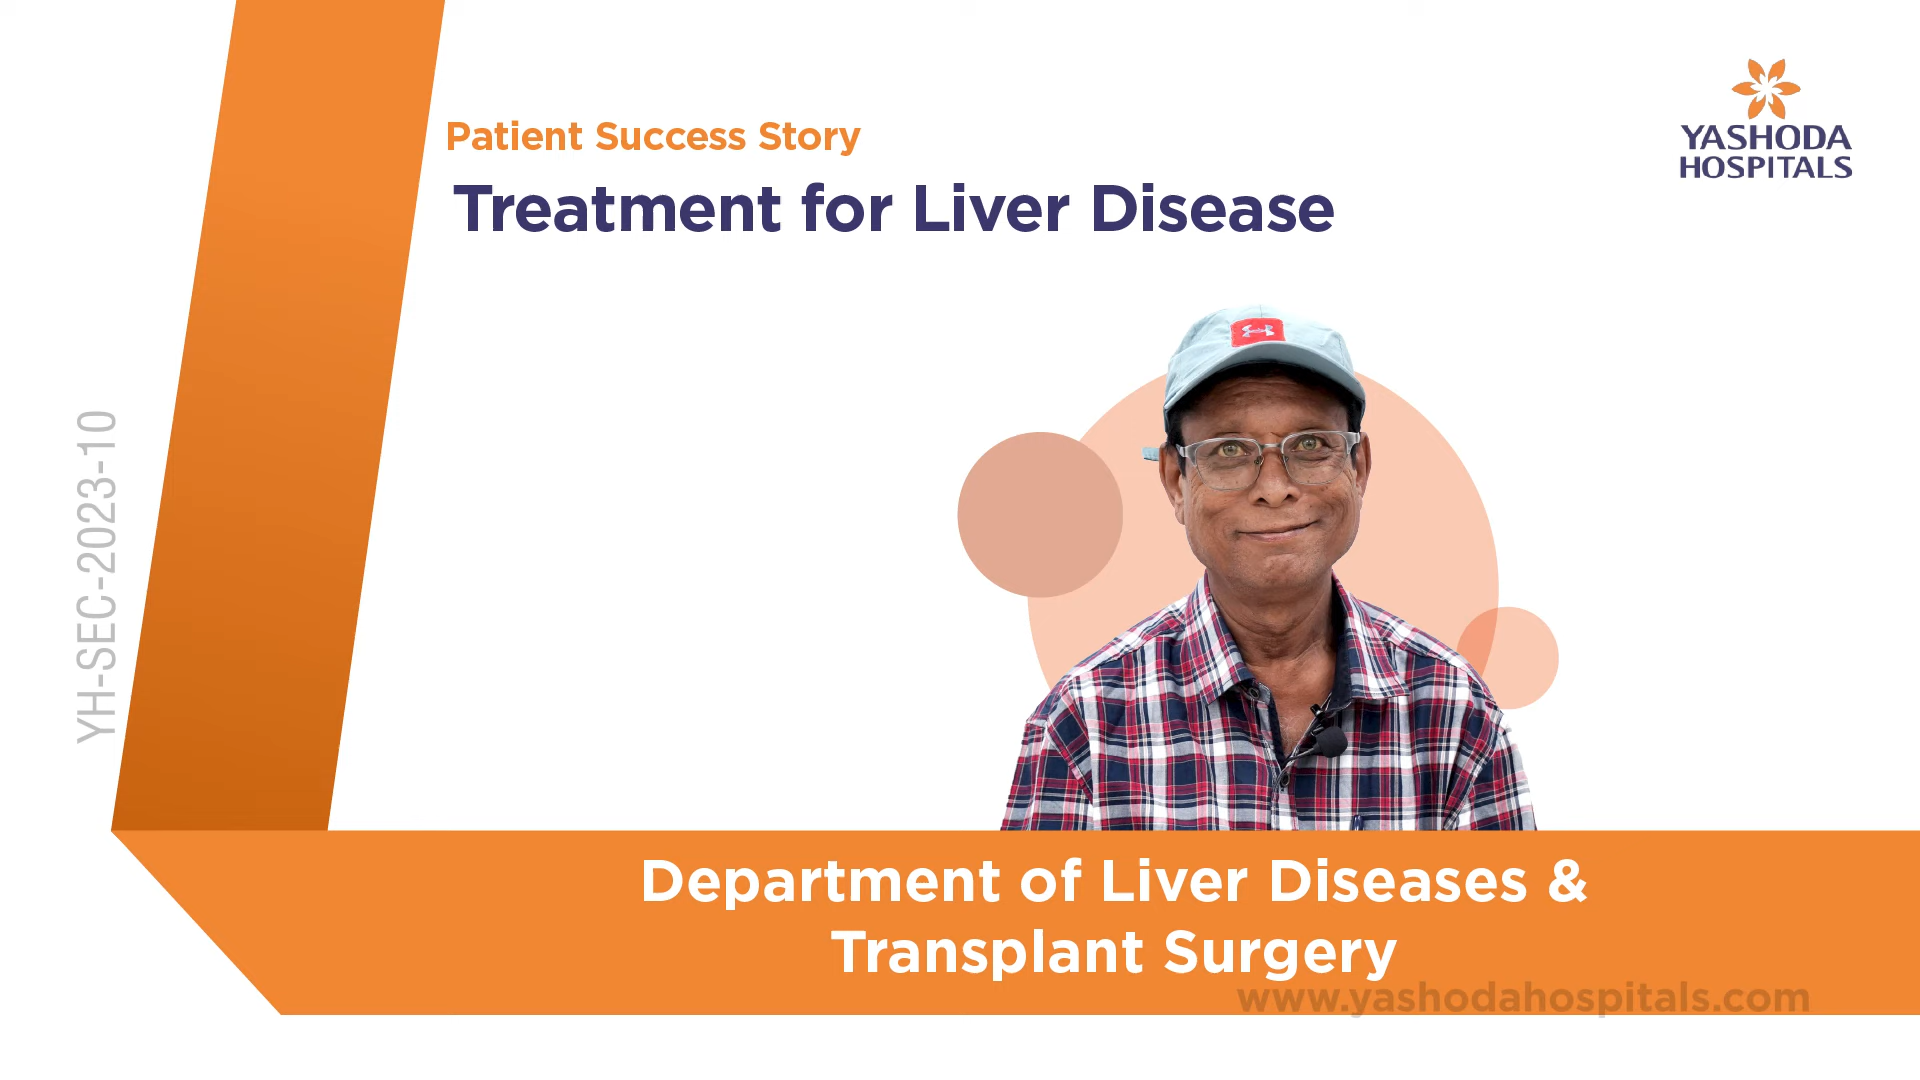 Patient Success Story
Treatment for Liver Disease
YASHODA
HOSPITALS
YH-SEC-2023-10
Department of Liver Diseases &
Transplant Surgery
www.yashodahospitals.com